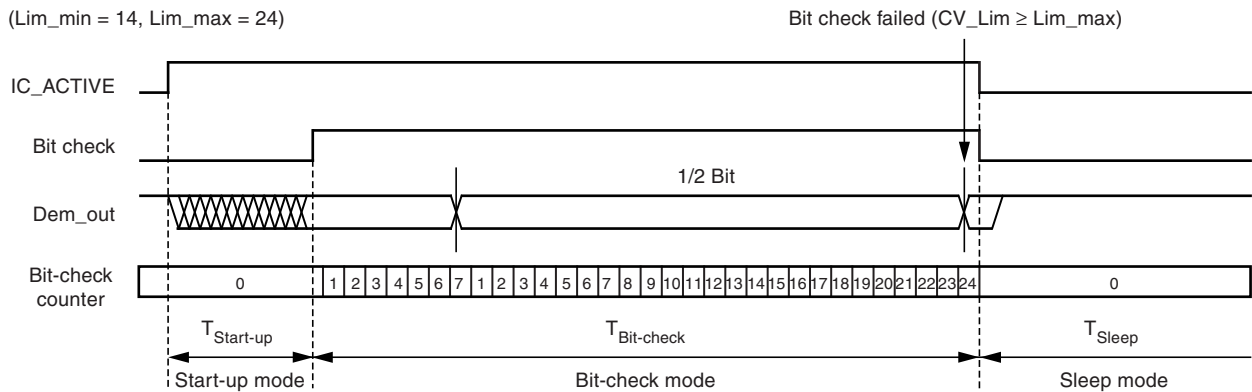 (Lim_min = 14, Lim_max = 24)
Bit check failed (CV_Lim ≥ Lim_max)
IC_ACTIVE
Bit check
1/2 Bit
Dem_out
Bit-check
counter
0 1 2 3 4 5 6 7 1 2 3 4 5 6 7 8 9 10 11 12 13 14 15 16 17 18 19 20 21 22 23 24 0
T Start-up T Bit-check T Sleep
Start-up mode Bit-check mode Sleep mode